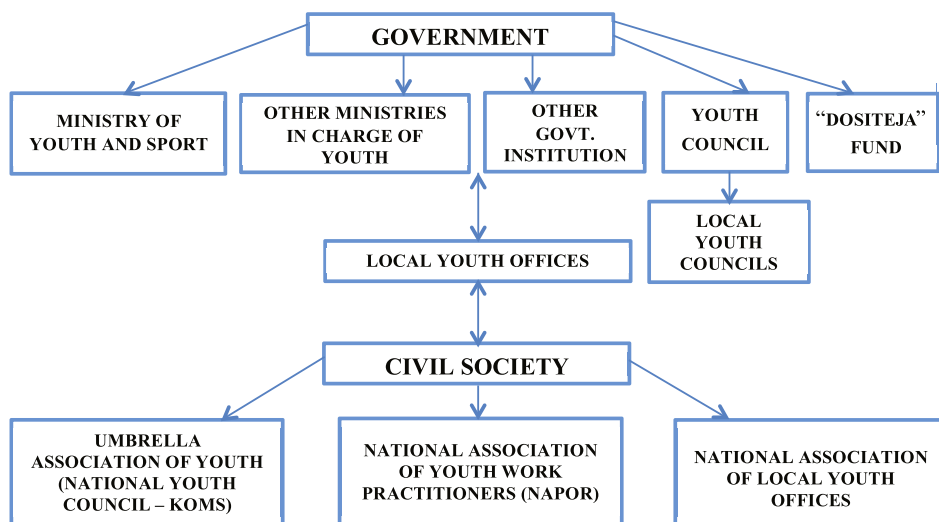 GOVERNMENT
MINISTRY OF
YOUTH AND SPORT
OTHER MINISTRIES
IN CHARGE OF
YOUTH
OTHER
GOVT.
INSTITUTION
YOUTH
COUNCIL
“DOSITEJA”
FUND
LOCAL
YOUTH
COUNCILS
LOCAL YOUTH OFFICES
CIVIL SOCIETY
UMBRELLA
ASSOCIATION OF YOUTH
(NATIONAL YOUTH
COUNCIL – KOMS)
NATIONAL ASSOCIATION
OF YOUTH WORK
PRACTITIONERS (NAPOR)
NATIONAL ASSOCIATION
OF LOCAL YOUTH
OFFICES